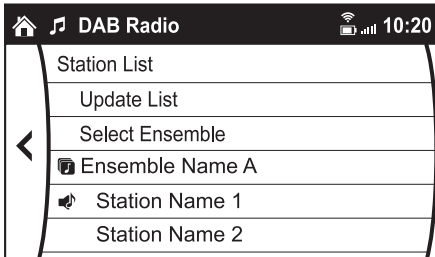 DAB Radio 10:20
Station List
Update List
Select Ensemble
Ensemble Name A
Station Name 1
Station Name 2